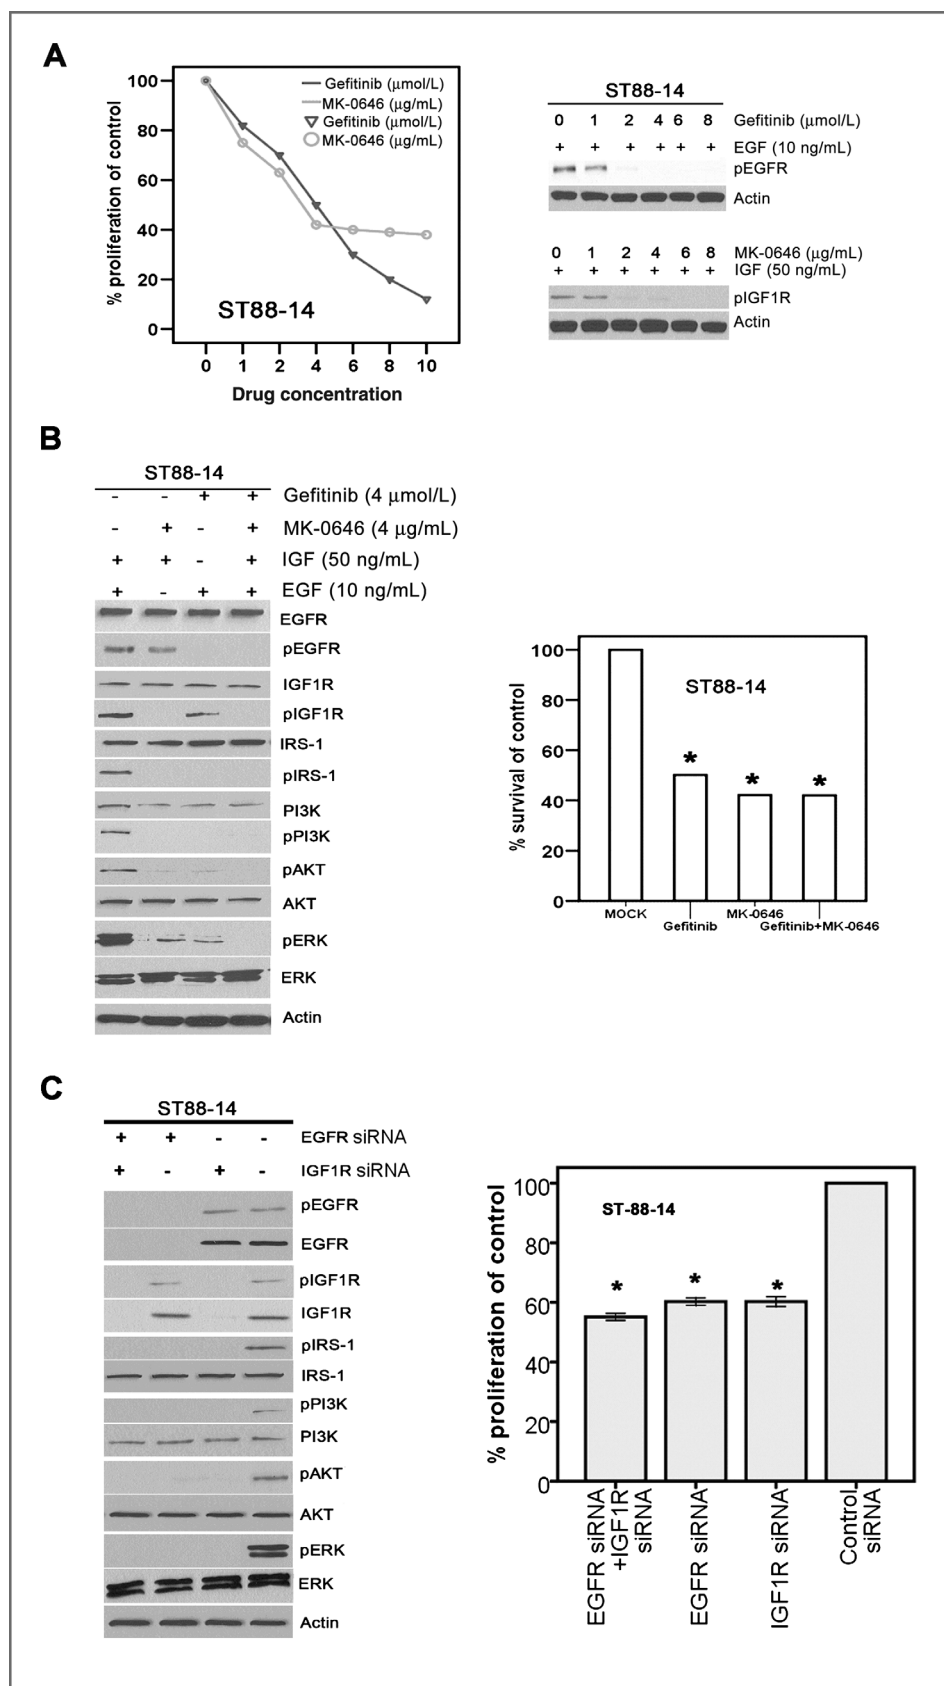 A
100
80
60
40
20
0
% proliferation of control
Gefitinib (μmol/L)
MK-0646 (μg/mL)
Gefitinib (μmol/L)
MK-0646 (μg/mL)
ST88-14
0 1 2 4 6 8 10
Drug concentration
ST88-14
0 1 2 4 6 8 Gefitinib (μmol/L)
+ + + + + + EGF (10 ng/mL)
pEGFR
Actin
0 1 2 4 6 8 MK-0646 (μg/mL)
+ + + + + + IGF (50 ng/mL)
pIGF1R
Actin
B
ST88-14
- - + + Gefitinib (4 μmol/L)
- + - + MK-0646 (4 μg/mL)
+ + - + IGF (50 ng/mL)
+ - + + EGF (10 ng/mL)
EGFR
pEGFR
IGF1R
pIGF1R
IRS-1
pIRS-1
PI3K
pPI3K
pAKT
AKT
pERK
ERK
Actin
% survival of control
100
80
60
40
20
0
ST88-14
* * *
MOCK
Gefitinib
MK-0646
Gefitinib+MK-0646
C
ST88-14
+ + - - EGFR siRNA
+ - + - IGF1R siRNA
pEGFR
EGFR
pIGF1R
IGF1R
pIRS-1
IRS-1
pPI3K
PI3K
pAKT
AKT
pERK
ERK
Actin
% proliferation of control
100
80
60
40
20
0
ST-88-14
* * *
EGFR siRNA
+IGF1R
siRNA
EGFR siRNA
IGF1R siRNA
Control
siRNA